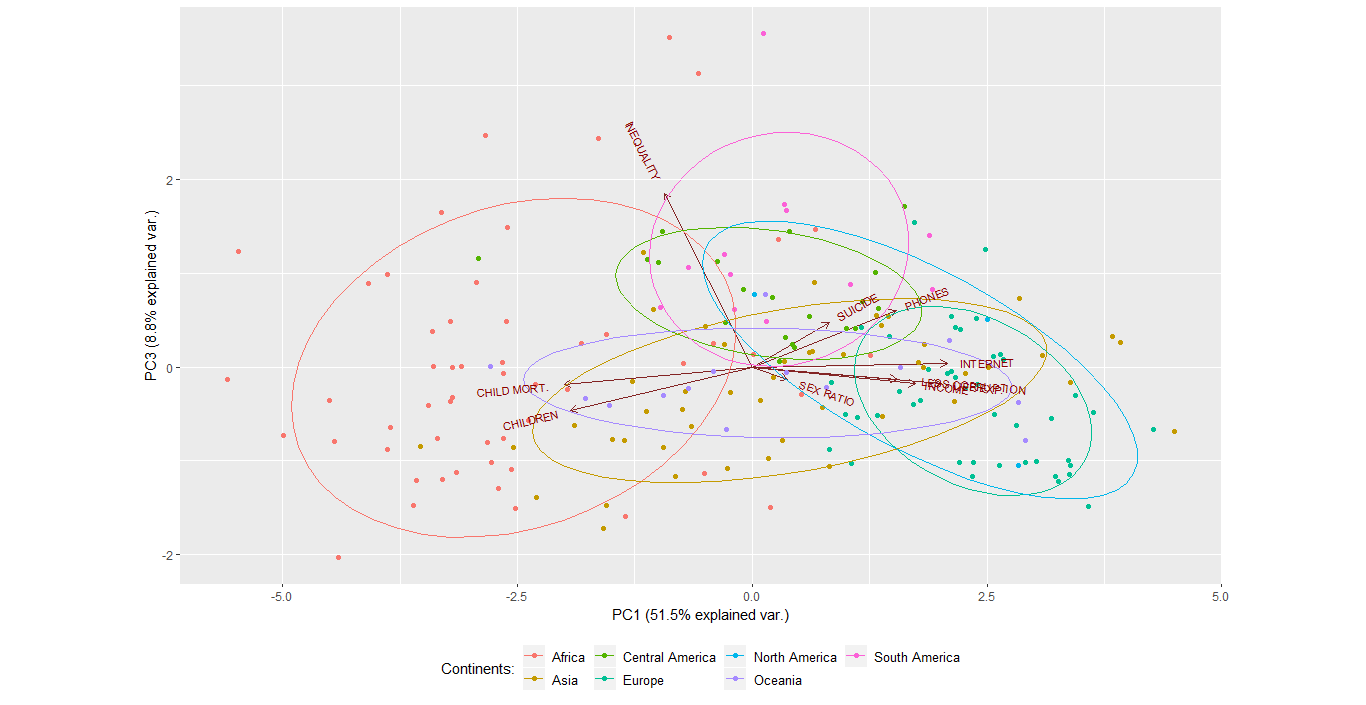 INEQUALITY
2
SUICIDE
PHONES
PC3 (8.8% explained var.)
0
INTERNET
CHILD MORT.
SEX RATIO
CHILDREN
-2
-5.0
-2.5
0.0
2.5
5.0
PC1 (51.5% explained var.)
Continents:
Africa
Central America
North America
South America
Asia
Europe
Oceania